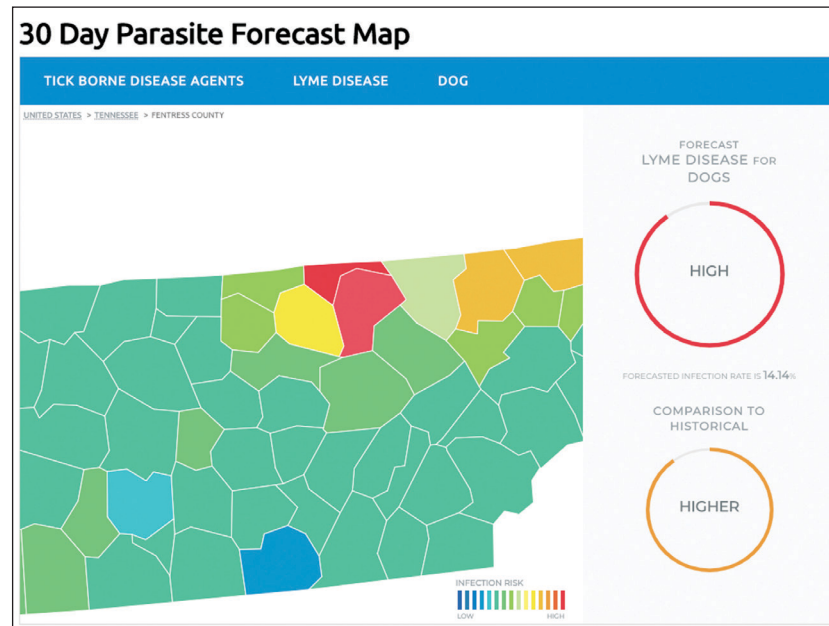 30 Day Parasite Forecast Map
TICK BORNE DISEASE AGENTS LYME DISEASE DOG
UNITED STATES > TENNESSEE > FENTRESS COUNTY
FORECAST
LYME DISEASE FOR
DOGS
HIGH
FORECASTED INFECTION RATE IS 14.14%
COMPARISON TO
HISTORICAL
HIGHER
INFECTION RISK
LOW HIGH